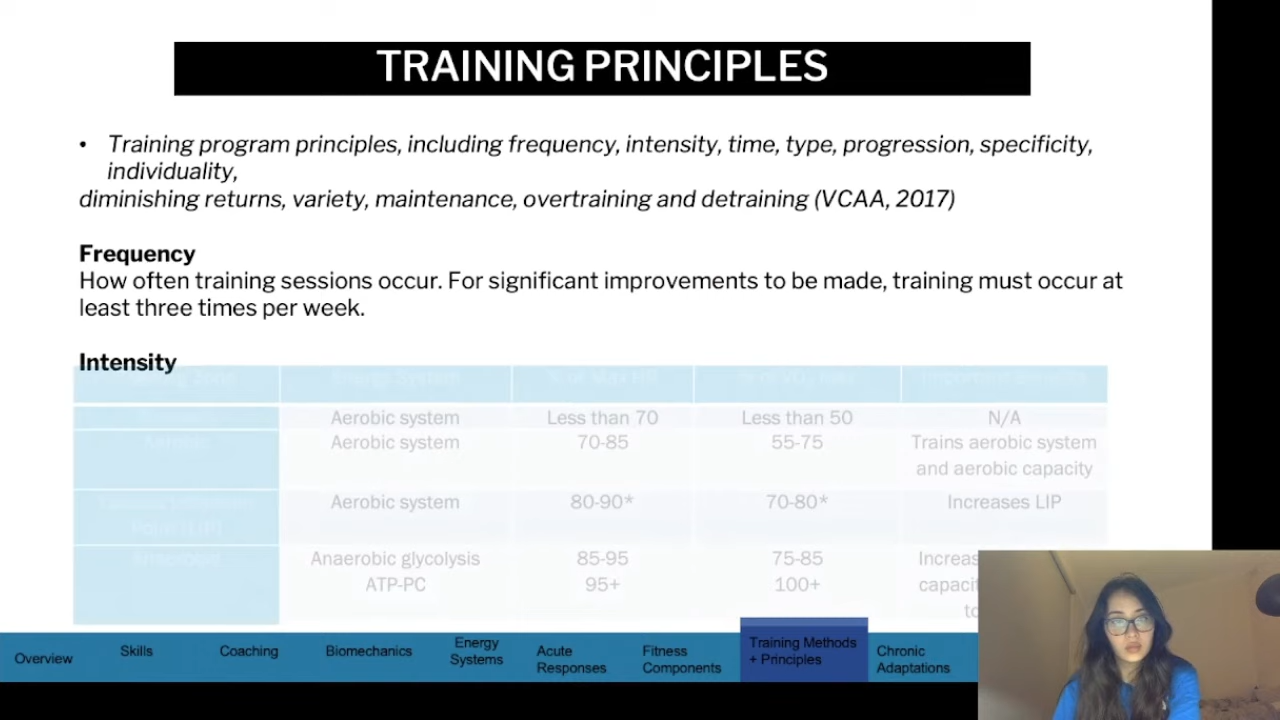 TRAINING PRINCIPLES
• Training program principles, including frequency, intensity, time, type, progression, specificity,
individuality,
diminishing returns, variety, maintenance, overtraining and detraining (VCAA, 2017)
Frequency
How often training sessions occur. For significant improvements to be made, training must occur at
least three times per week.
Intensity
Energy System
Aerobic system Less than 70 Less than 50 N/A
Aerobic system 70-85 55-75 Trains aerobic system
and aerobic capacity
Aerobic system 80-90* 70-80* Increases LIP
Point (LIP)
Anaerobic glycolysis 85-95 75-85
ATP-PC 95+ 100+
Overview
Skills
Coaching
Biomechanics
Energy
Systems
Acute
Responses
Fitness
Components
Training Methods
+ Principles
Chronic
Adaptations